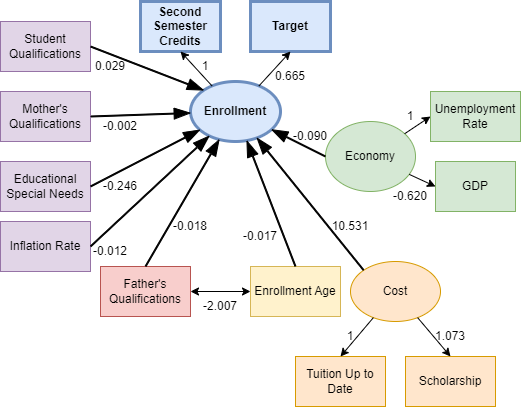 Second
Semester
Credits
Target
Student
Qualifications
0.029
1
0.665
Mother's
Qualifications
-0.002
Enrollment
Unemployment
Rate
1
-0.090
Economy
Educational
Special Needs
-0.246
GDP
-0.620
Inflation Rate
-0.012
-0.018
-0.017
10.531
Father's
Qualifications
-2.007
Enrollment Age
Cost
1
1.073
Tuition Up to
Date
Scholarship